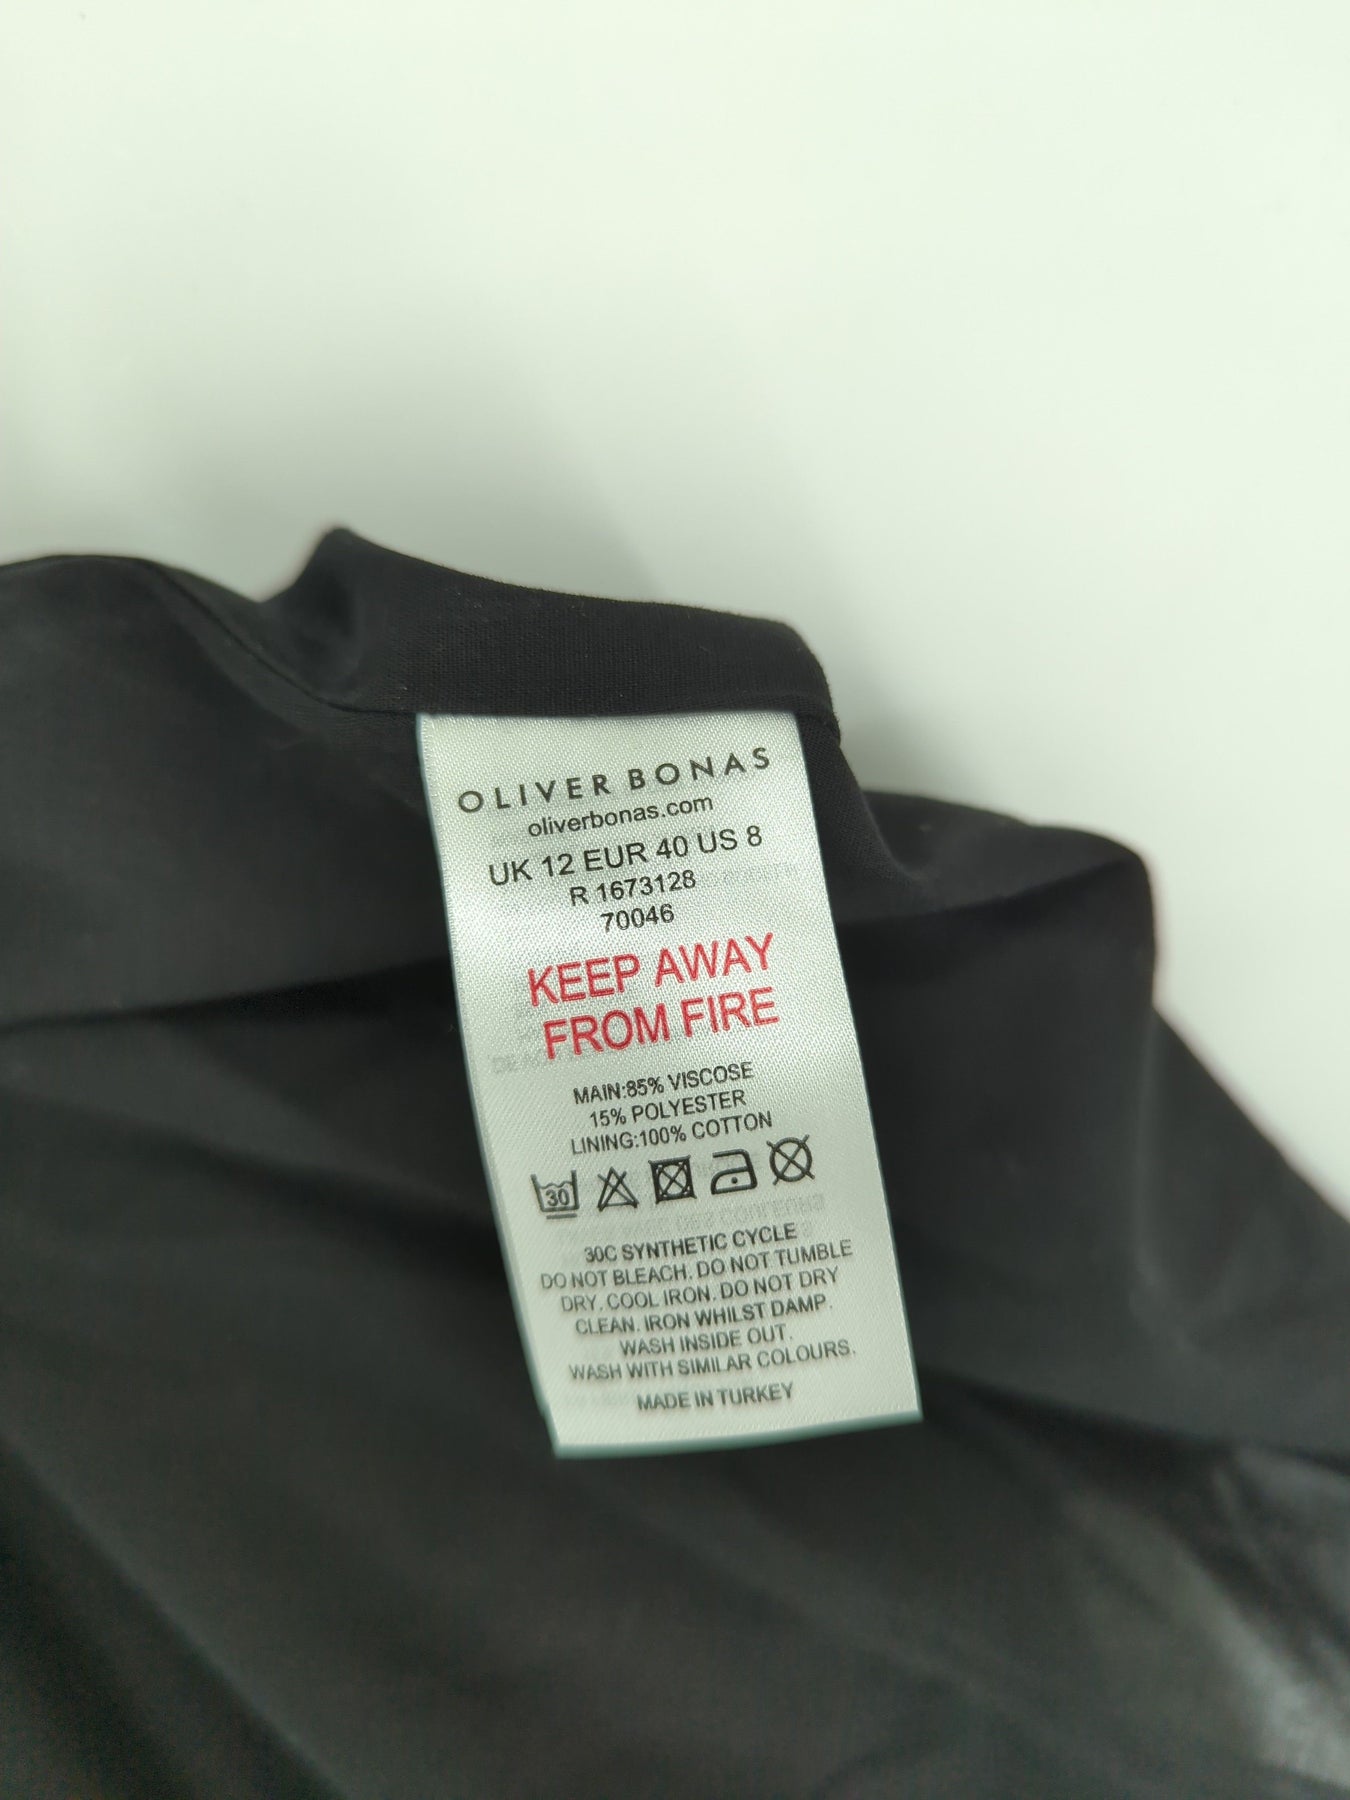 OLIVER BONAS
oliverbonas.com
UK 12 EUR 40 US 8
R 1673128
70046
KEEP AWAY
FROM FIRE
MAIN:85% VISCOSE
15% POLYESTER
LINING:100% COTTON
30
30C SYNTHETIC CYCLE
DO NOT BLEACH. DO NOT TUMBLE
DRY. COOL IRON. DO NOT DRY
CLEAN. IRON WHILST DAMP.
WASH INSIDE OUT.
WASH WITH SIMILAR COLOURS.
MADE IN TURKEY